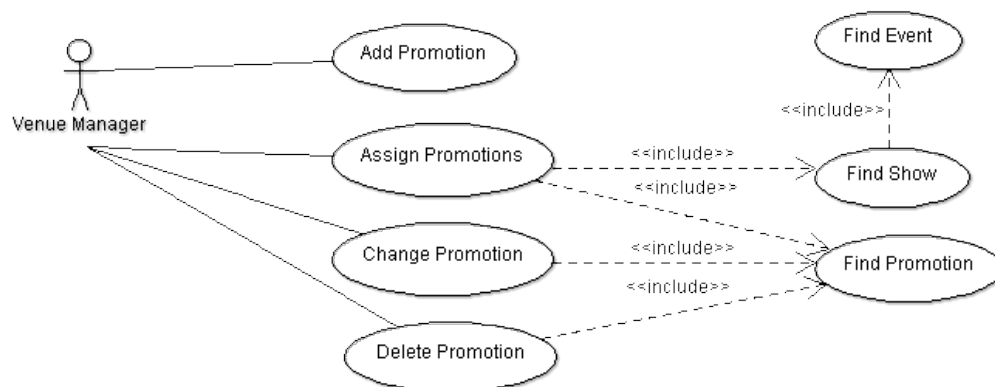 Find Event
Add Promotion
<<include>>
Venue Manager
Assign Promotions
<<include>>
Find Show
<<include>>
Change Promotion
<<include>>
Find Promotion
<<include>>
Delete Promotion